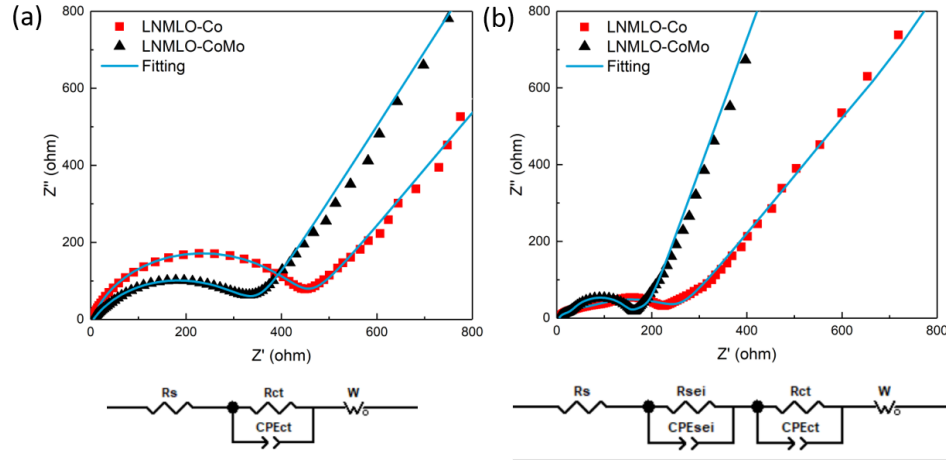 (a)
LNMLO-Co
LNMLO-CoMo
Fitting
800
600
400
200
0
Z" (ohm)
0 200 400 600 800
Z' (ohm)
Rs Rct W
CPEct
(b)
LNMLO-Co
LNMLO-CoMo
Fitting
800
600
400
200
0
Z" (ohm)
0 200 400 600 800
Z' (ohm)
Rs Rsei Rct W
CPEsei CPEct